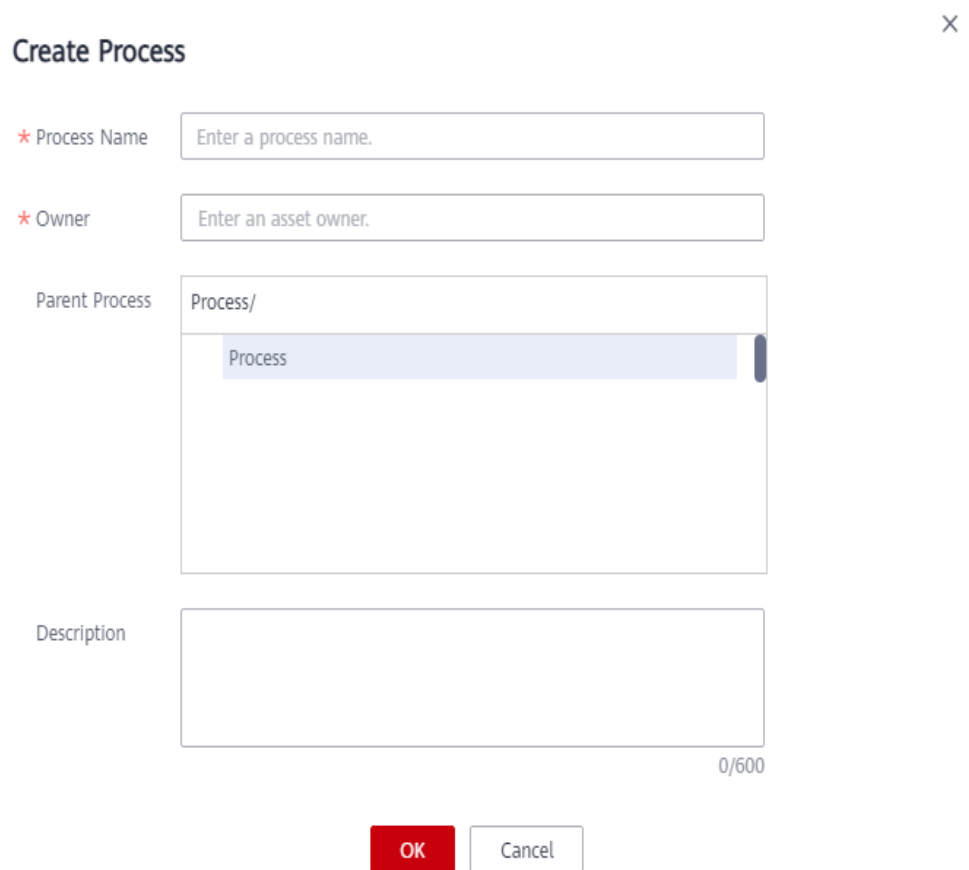 Create Process
* Process Name
Enter a process name.
* Owner
Enter an asset owner.
Parent Process
Process/
Process
Description
0/600
OK
Cancel